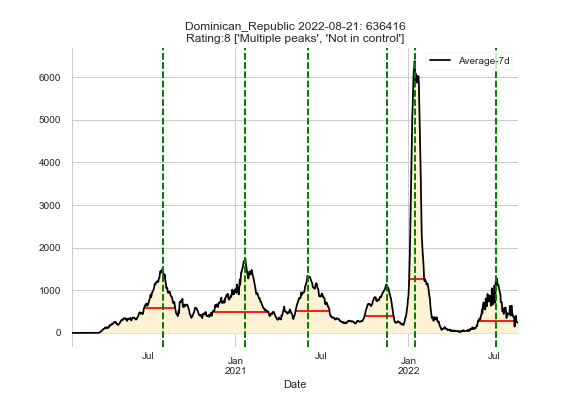 Dominican_Republic 2022-08-21: 636416
Rating:8 ['Multiple peaks', 'Not in control']
Average-7d
6000
5000
4000
3000
2000
1000
0
Jul
Jan
2021
Jul
Jan
2022
Jul
Date